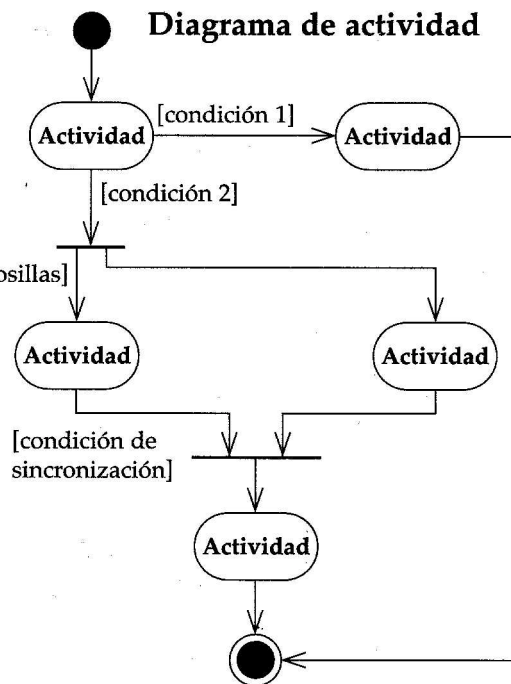 Diagrama de actividad
[condición 1]
Actividad
Actividad
[condición 2]
osillas]
Actividad
Actividad
[condición de
sincronización]
Actividad